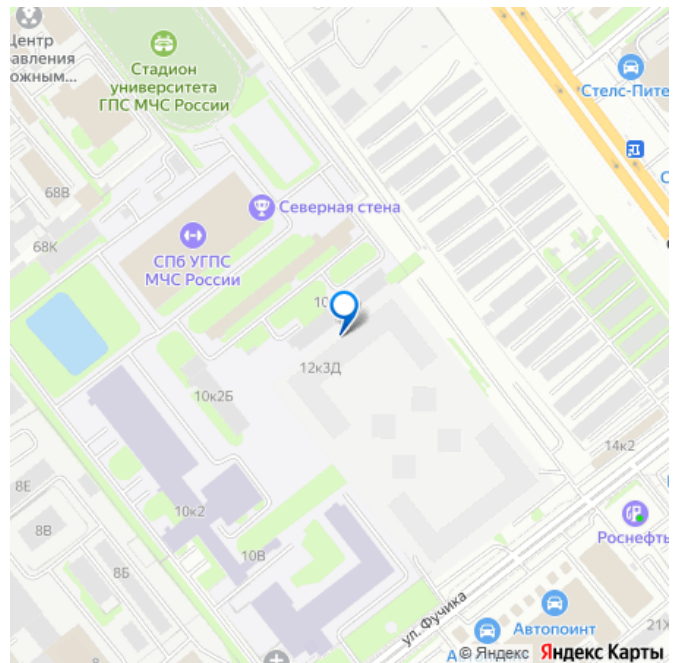 Центр
авления
ожным...
Стадион
университета
ГПС МЧС России
Стелс-Пите
68В
68К
Северная стена
СПб УГПС
МЧС России
10
12к3Д
10к2Б
14к2
8Е
10к2
8В
10В
8Б
Роснефть
ул. Фучика
Автопоинт
21
8
© Яндекс Яндекс Карты